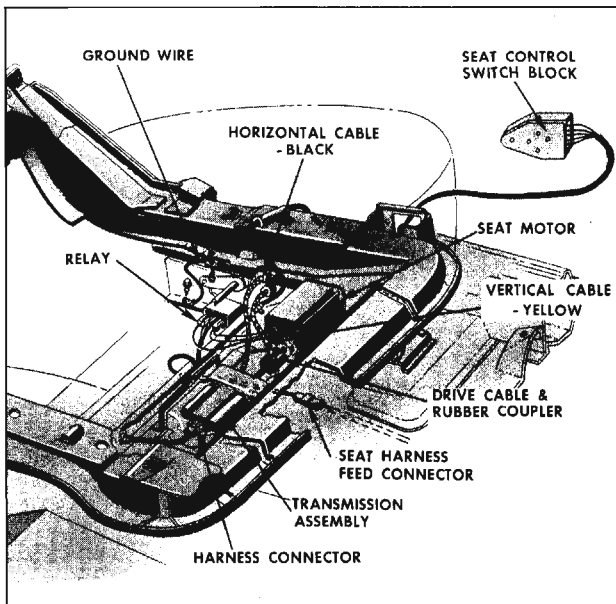 GROUND WIRE
SEAT CONTROL
SWITCH BLOCK
HORIZONTAL CABLE
- BLACK
SEAT MOTOR
RELAY
VERTICAL CABLE
- YELLOW
DRIVE CABLE &
RUBBER COUPLER
SEAT HARNESS
FEED CONNECTOR
TRANSMISSION
ASSEMBLY
HARNESS CONNECTOR